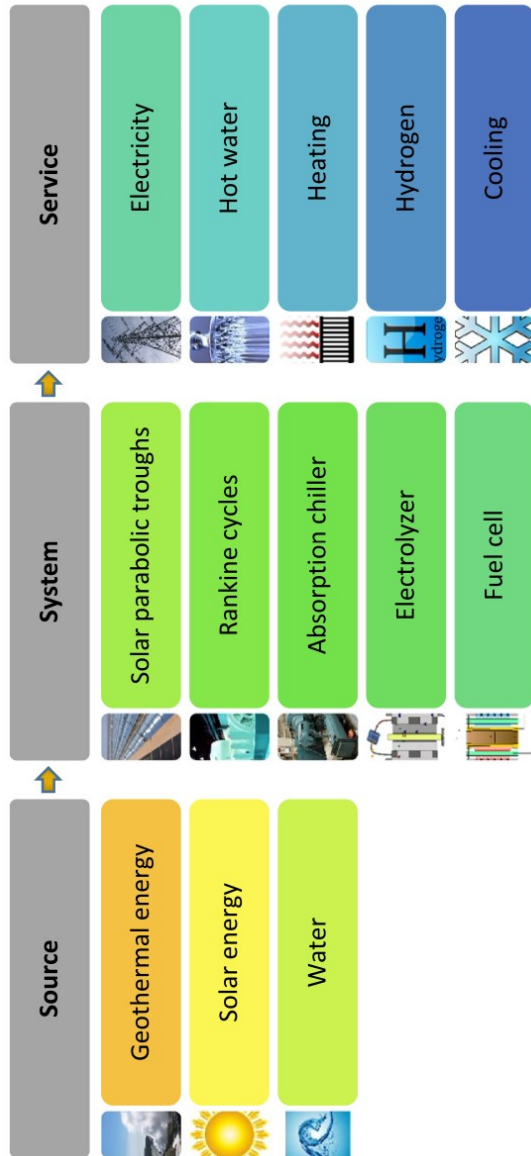 Source
Geothermal energy
Solar energy
Water
System
Solar parabolic troughs
Rankine cycles
Absorption chiller
Electrolyzer
Fuel cell
Service
Electricity
Hot water
Heating
H
ydroge
Hydrogen
Cooling